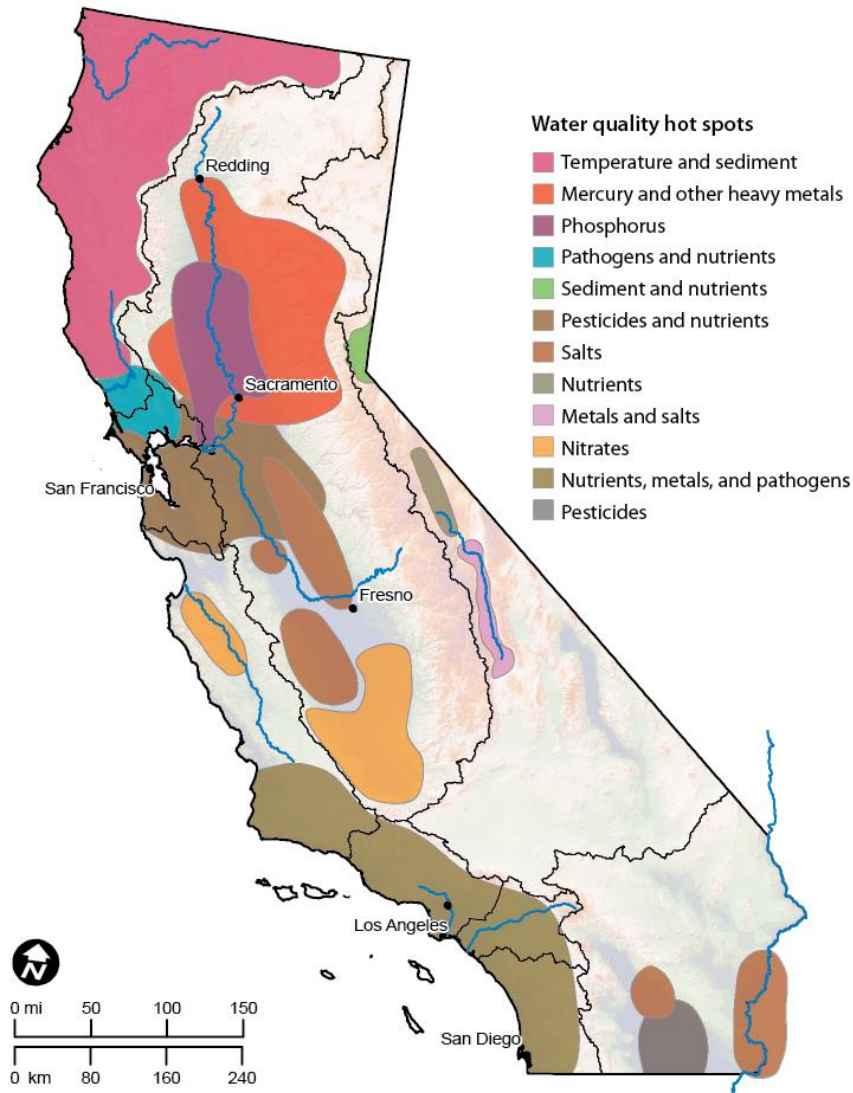 Water quality hot spots
Temperature and sediment
Mercury and other heavy metals
Phosphorus
Pathogens and nutrients
Sediment and nutrients
Pesticides and nutrients
Salts
Nutrients
Metals and salts
Nitrates
Nutrients, metals, and pathogens
Pesticides
Redding
Sacramento
San Francisco
Fresno
Los Angeles
San Diego
N
0 mi 50 100 150
0 km 80 160 240